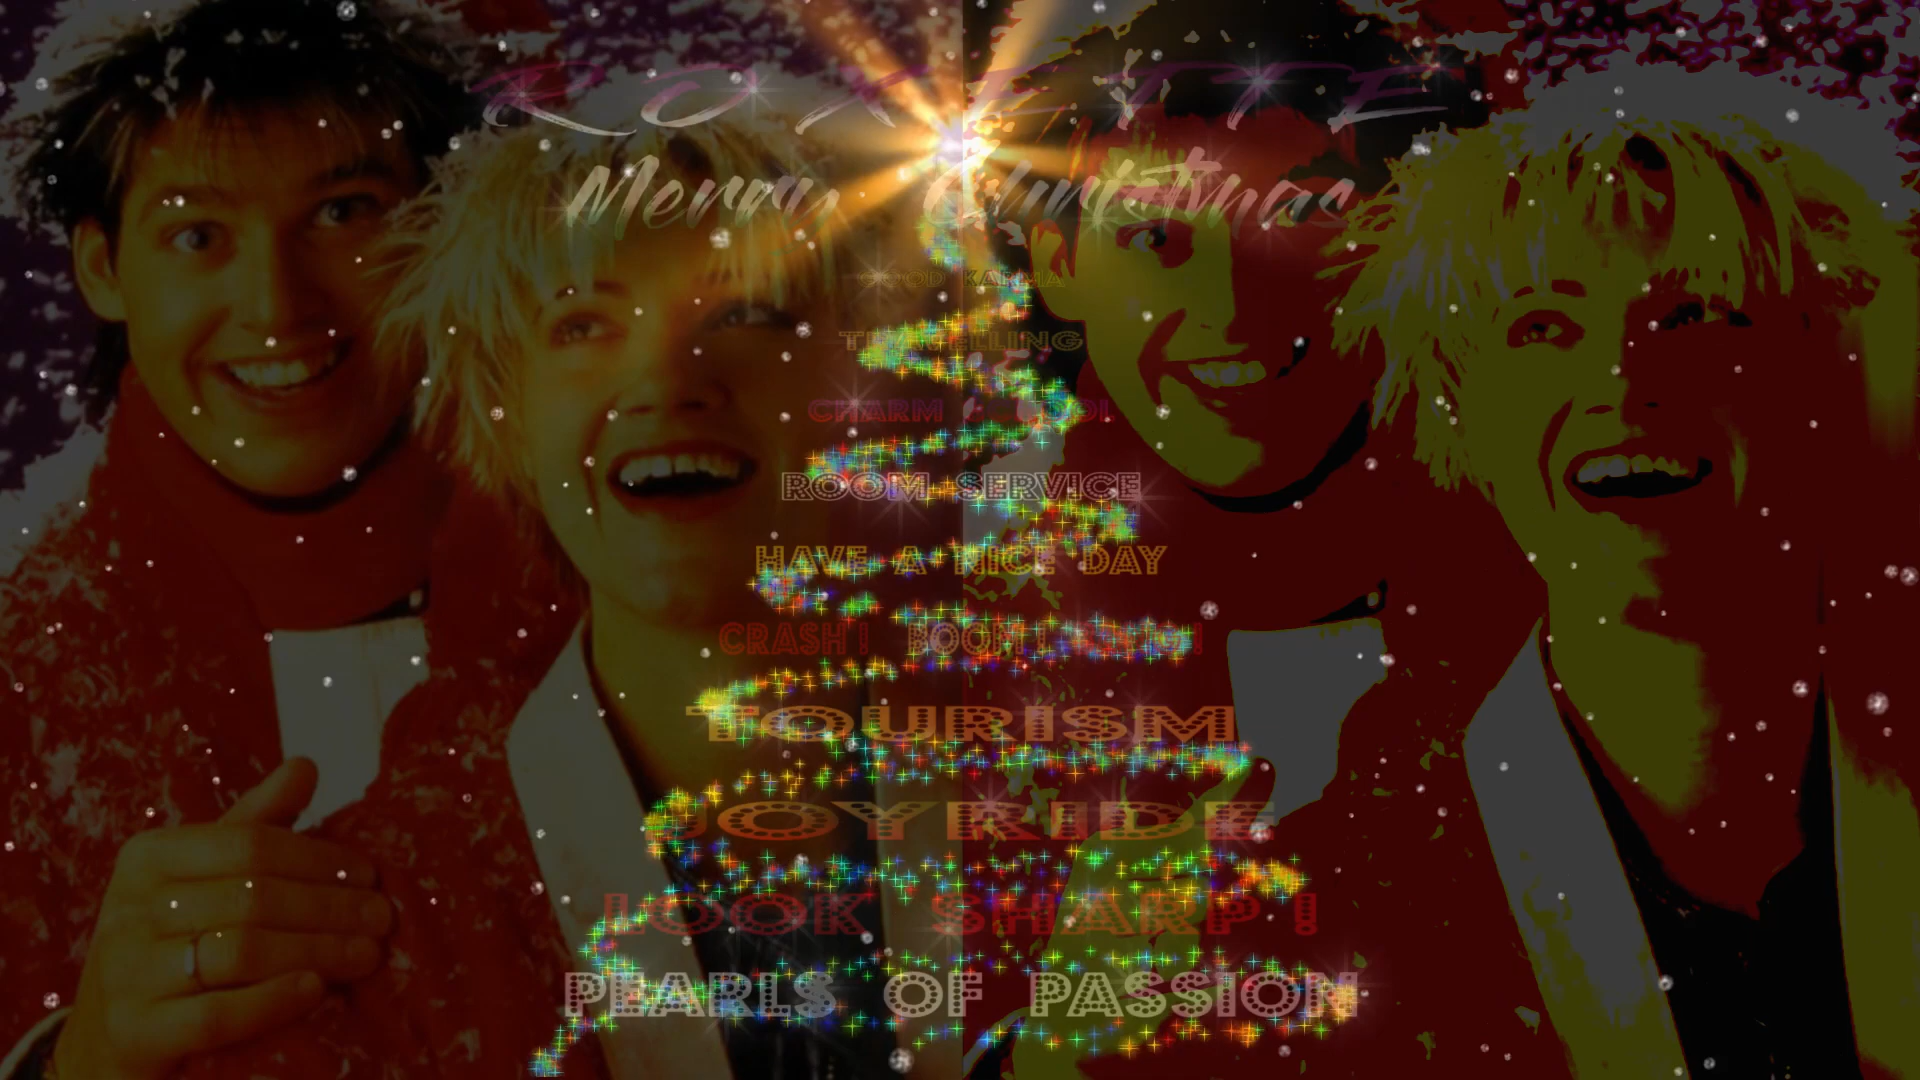 ROXETTE
Merry Christmas
GOOD KARMA
TRAVELLING
CHARM SCHOOL
ROOM SERVICE
HAVE A NICE DAY
CRASH! BOOM! BANG!
TOURISM
JOYRIDE
LOOK SHARP!
PEARLS OF PASSION